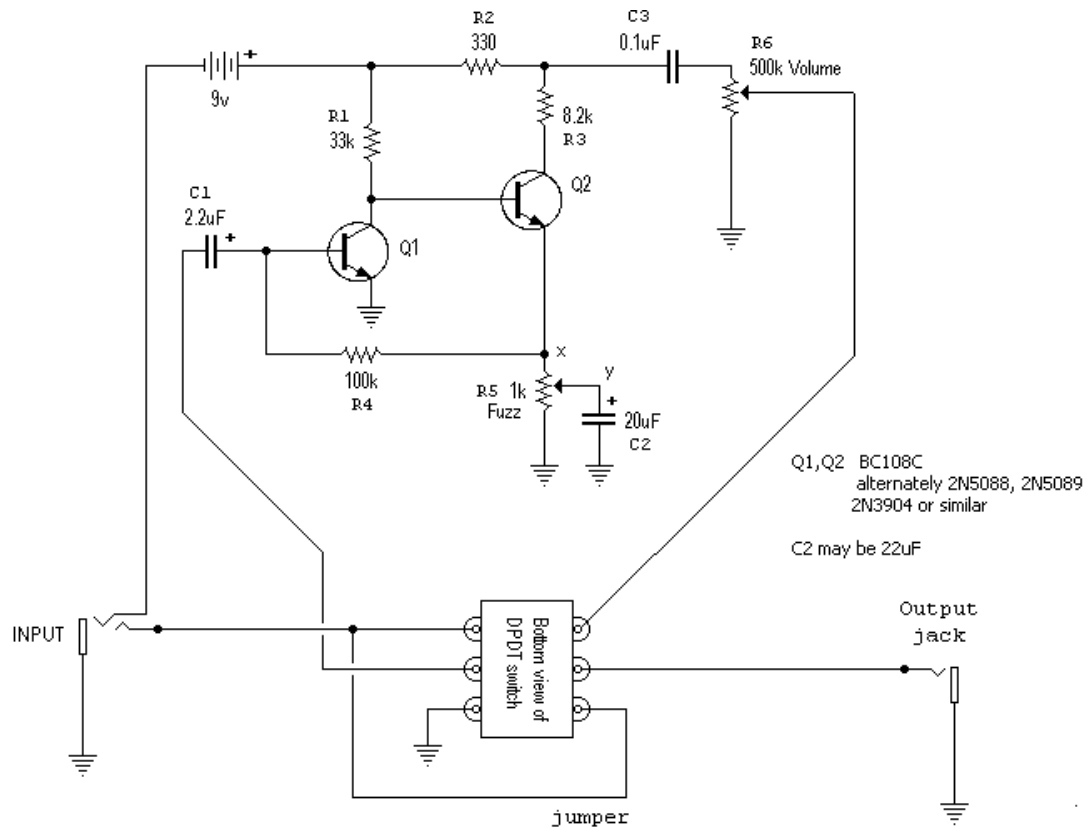 R2
330
C3
0.1uF
R6
500k Volume
+
9v
R1
33k
8.2k
R3
C1
2.2uF
+
Q2
Q1
x
y
100k
R4
R5 1k
Fuzz
+
20uF
C2
Q1,Q2 BC108C
alternately 2N5088, 2N5089
2N3904 or similar
C2 may be 22uF
INPUT
Bottom view of
DPDT switch
Output
jack
jumper